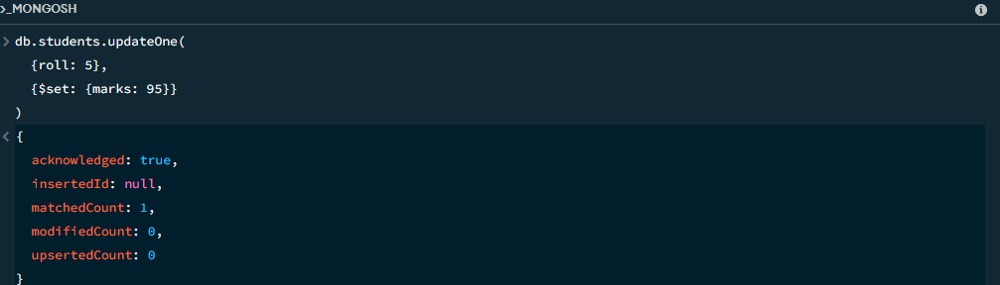 >_MONGOSH
> db.students.updateOne(
{roll: 5},
{$set: {marks: 95}}
)
< {
acknowledged: true,
insertedId: null,
matchedCount: 1,
modifiedCount: 0,
upsertedCount: 0
}